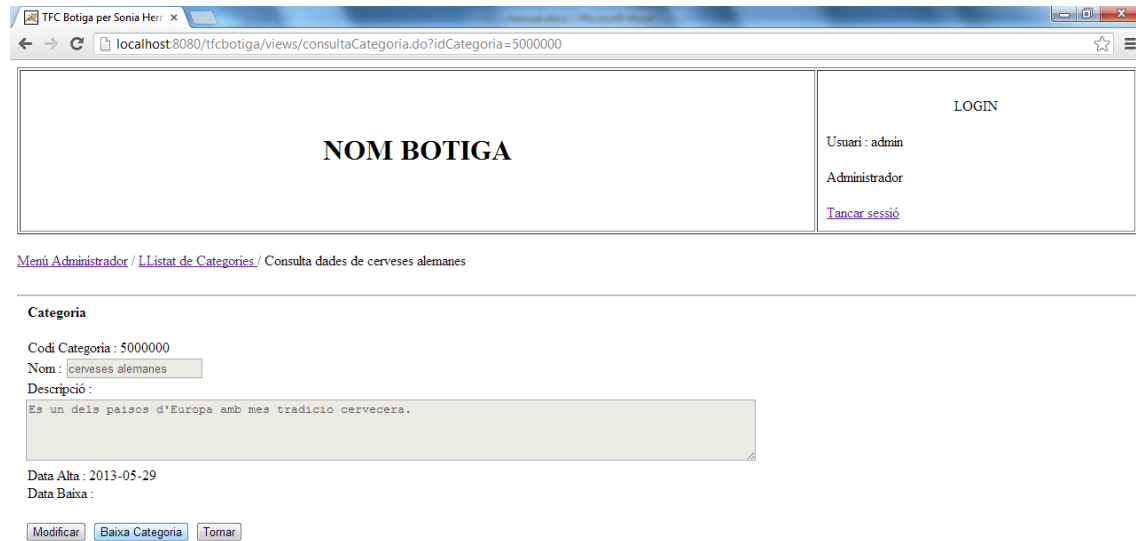 TFC Botiga per Sonia Herr
localhost:8080/tfcbotiga/views/consultaCategoria.do?idCategoria=5000000
NOM BOTIGA
LOGIN
Usuari : admin
Administrador
Tancar sessió
Menú Administrador / LListat de Categories / Consulta dades de cerveses alemanes
Categoria
Codi Categoria : 5000000
Nom : cerveses alemanes
Descripció :
Es un dels paisos d'Europa amb mes tradicio cervecera.
Data Alta : 2013-05-29
Data Baixa :
Modificar Baixa Categoria Tornar